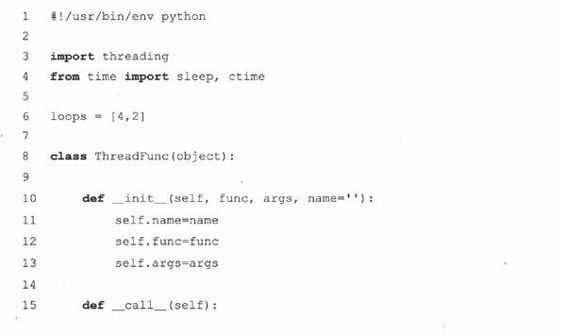 1 #!/usr/bin/env python
2
3 import threading
4 from time import sleep, ctime
5
6 loops = [4,2]
7
8 class ThreadFunc(object):
9
10 def __init__(self, func, args, name=''):
11 self.name=name
12 self.func=func
13 self.args=args
14
15 def __call__(self):